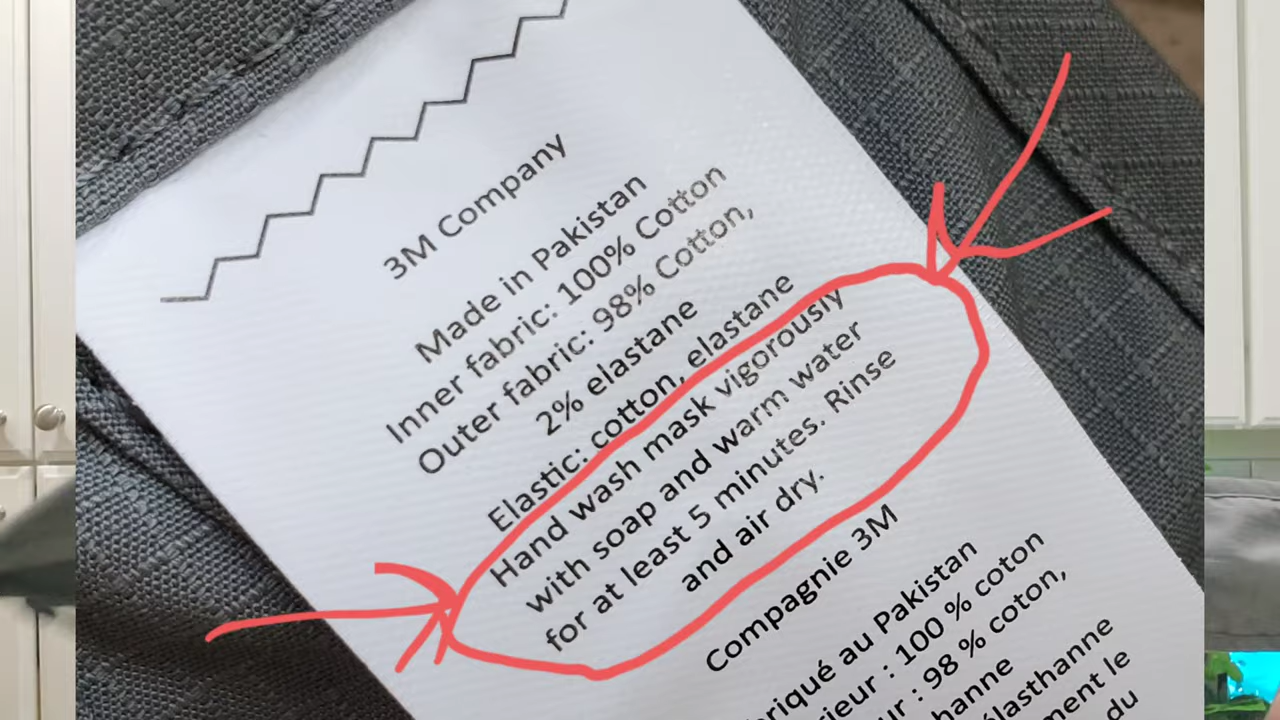 3M Company
Made in Pakistan
Inner fabric: 100% Cotton
Outer fabric: 98% Cotton,
2% elastane
Elastic: cotton, elastane
Hand wash mask vigorously
with soap and warm water
for at least 5 minutes. Rinse
and air dry.
Compagnie 3M
au Pakistan
: 100 % coton
: 98 % coton,
le
du